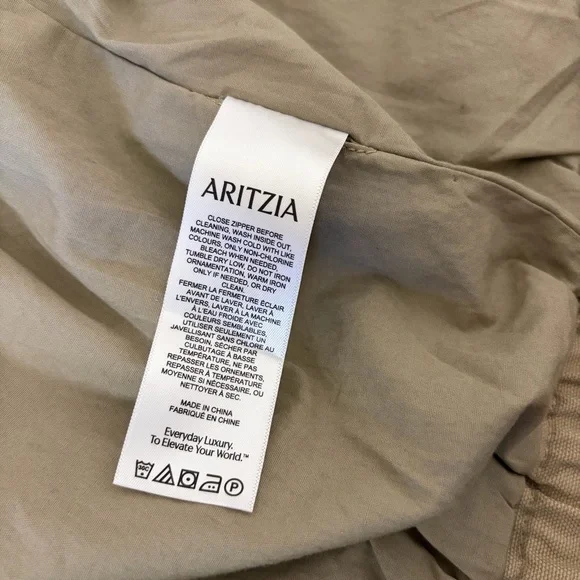 ARITZIA
CLOSE ZIPPER BEFORE
CLEANING, WASH INSIDE OUT,
MACHINE WASH COLD WITH LIKE
COLOURS, ONLY NON-CHLORINE
BLEACH WHEN NEEDED,
TUMBLE DRY LOW, DO NOT IRON
ORNAMENTATION, WARM IRON
ONLY IF NEEDED, OR DRY
CLEAN.
FERMER LA FERMETURE ÉCLAIR
AVANT DE LAVER, LAVER À
L'ENVERS, LAVER À LA MACHINE
À L'EAU FROIDE AVEC
COULEURS SEMBLABLES,
UTILISER SEULEMENT UN
JAVELLISANT SANS CHLORE AU
BESOIN, SÉCHER PAR
CULBUTAGE À BASSE
TEMPÉRATURE, NE PAS
REPASSER LES ORNEMENTS,
REPASSER À TEMPÉRATURE
MOYENNE SI NÉCESSAIRE, OU
NETTOYER À SEC.
MADE IN CHINA
FABRIQUÉ EN CHINE
Everyday Luxury.
To Elevate Your World.™
30C P